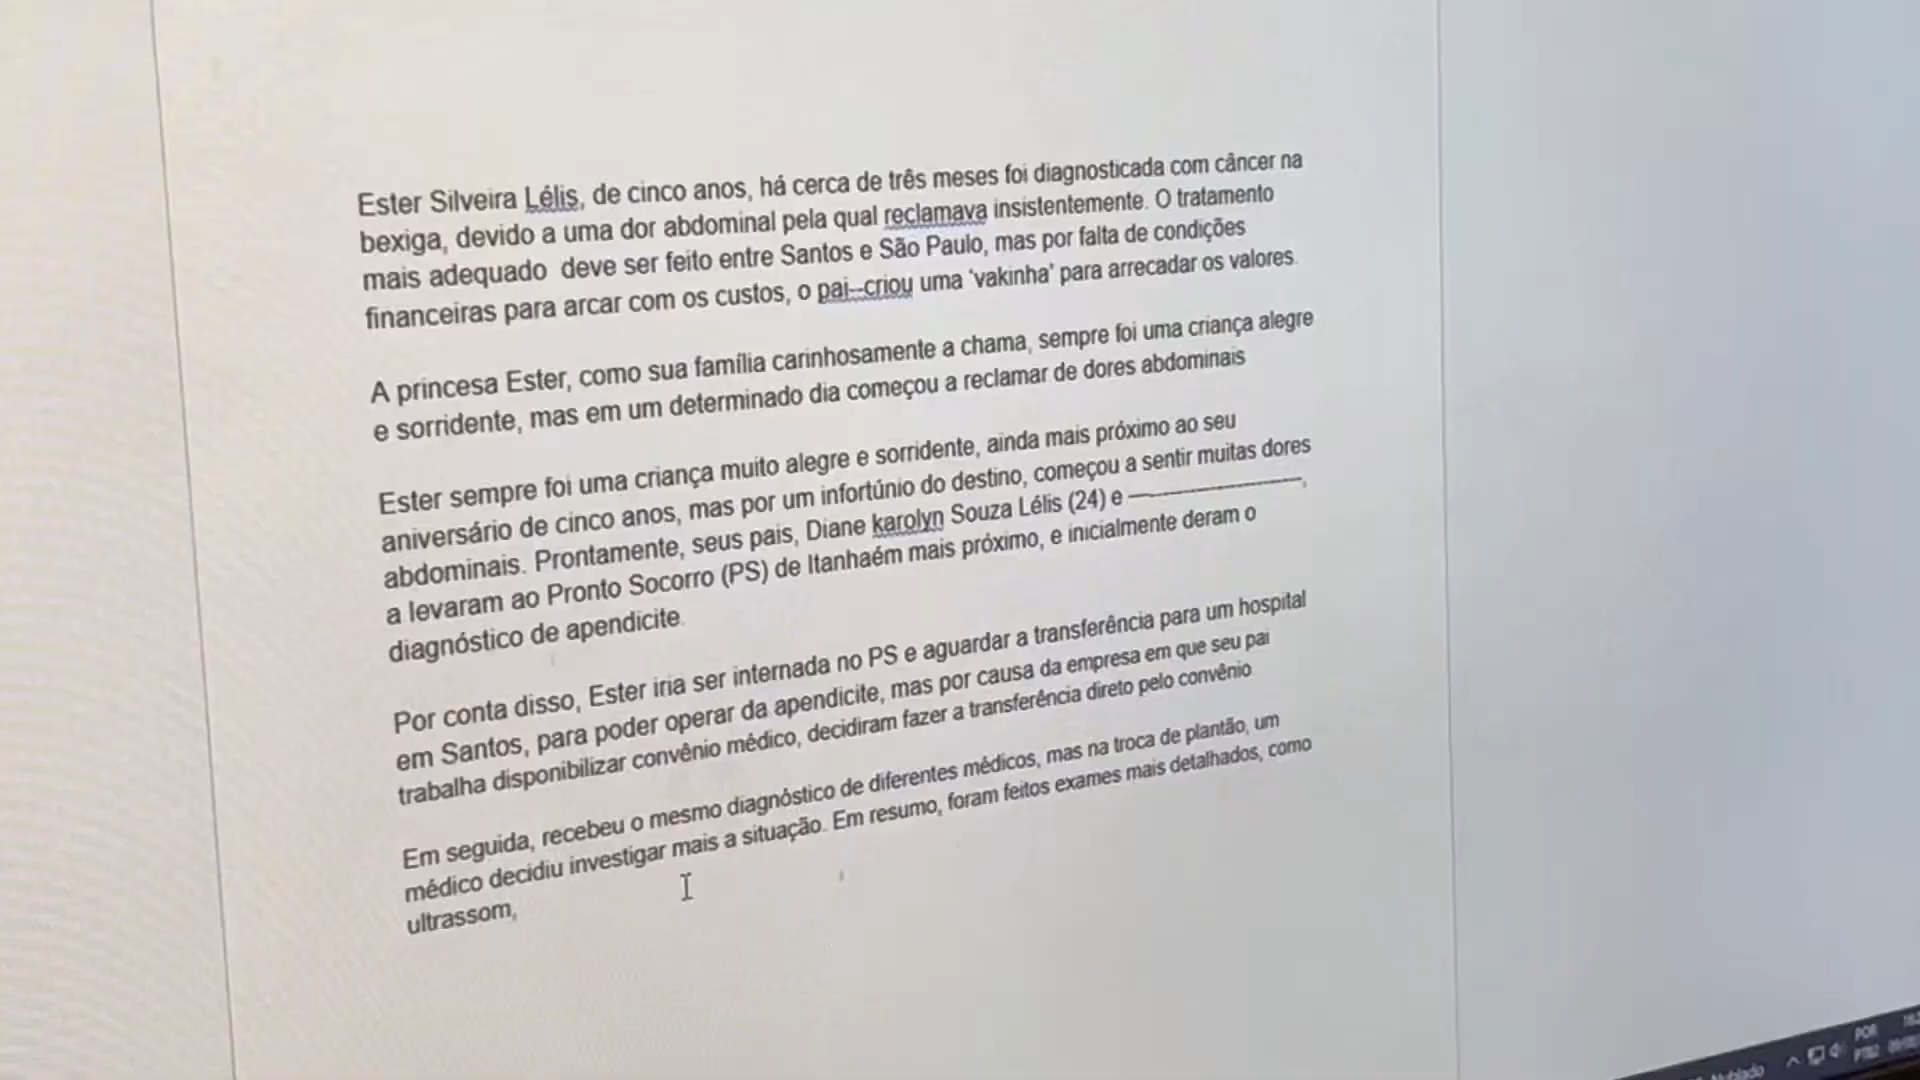 Ester Silveira Lélis, de cinco anos, há cerca de três meses foi diagnosticada com câncer na
bexiga, devido a uma dor abdominal pela qual reclamava insistentemente. O tratamento
mais adequado  deve ser feito entre Santos e São Paulo, mas por falta de condições
financeiras para arcar com os custos, o pai--criou uma ‘vakinha’ para arrecadar os valores.
A princesa Ester, como sua família carinhosamente a chama, sempre foi uma criança alegre
e sorridente, mas em um determinado dia começou a reclamar de dores abdominais
Ester sempre foi uma criança muito alegre e sorridente, ainda mais próximo ao seu
aniversário de cinco anos, mas por um infortúnio do destino, começou a sentir muitas dores
abdominais. Prontamente, seus pais, Diane karolyn Souza Lélis (24) e ——————,
a levaram ao Pronto Socorro (PS) de Itanhaém mais próximo, e inicialmente deram o
diagnóstico de apendicite.
Por conta disso, Ester iria ser internada no PS e aguardar a transferência para um hospital
em Santos, para poder operar da apendicite, mas por causa da empresa em que seu pai
trabalha disponibilizar convênio médico, decidiram fazer a transferência direto pelo convênio
Em seguida, recebeu o mesmo diagnóstico de diferentes médicos, mas na troca de plantão, um
médico decidiu investigar mais a situação. Em resumo, foram feitos exames mais detalhados, como
ultrassom,
Nublado
POR
PTB2